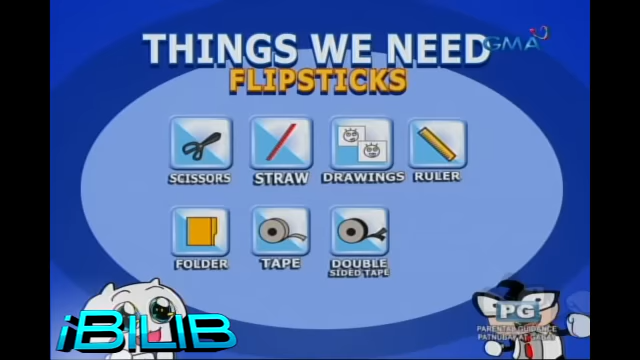 THINGS WE NEED
GMA
FLIPSTICKS
SCISSORS
STRAW
DRAWINGS
RULER
FOLDER
TAPE
DOUBLE
SIDED TAPE
iBILIB
PG
PARENTAL GUIDANCE
PATNUBAY AT GABAY